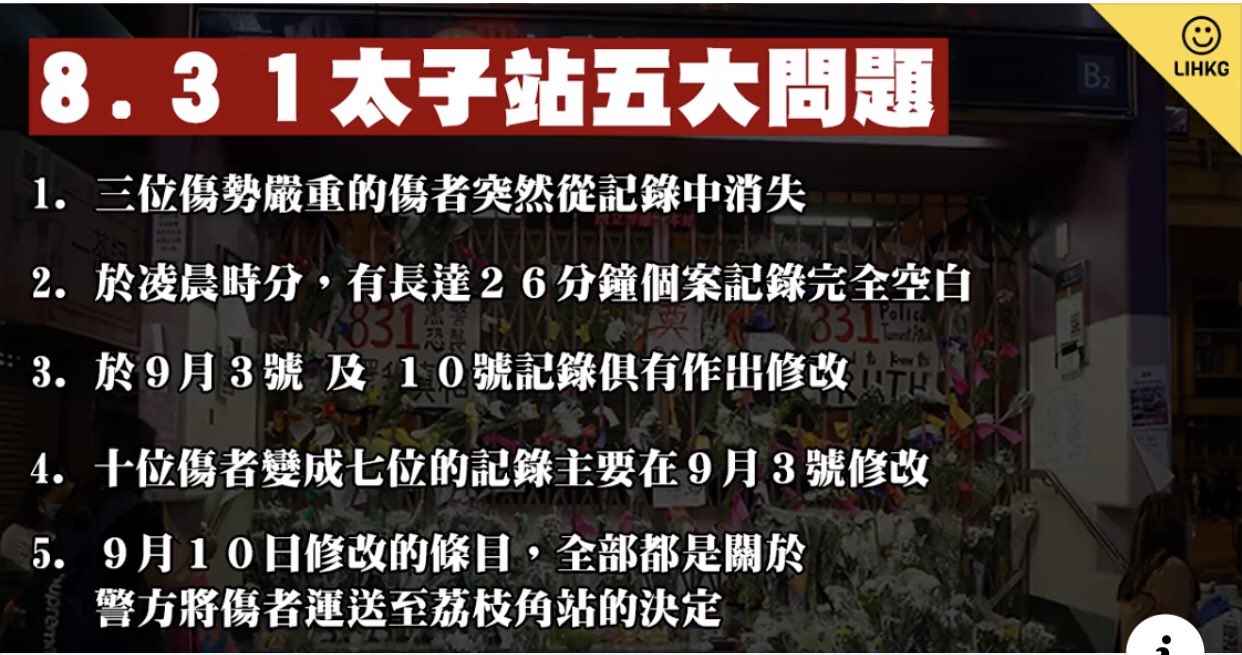 8.31太子站五大問題
LIHKG
B2
1. 三位傷勢嚴重的傷者突然從記錄中消失
2. 於凌晨時分，有長達26分鐘個案記錄完全空白
3. 於9月3號 及 10號記錄俱有作出修改
4. 十位傷者變成七位的記錄主要在9月3號修改
5. 9月10日修改的條目，全部都是關於
警方將傷者運送至荔枝角站的決定
831
奠
831
Police
i